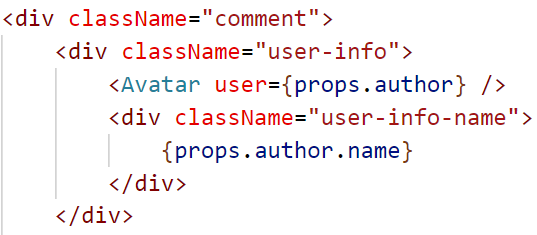 <div className="comment">
    <div className="user-info">
        <Avatar user={props.author} />
        <div className="user-info-name">
            {props.author.name}
        </div>
    </div>